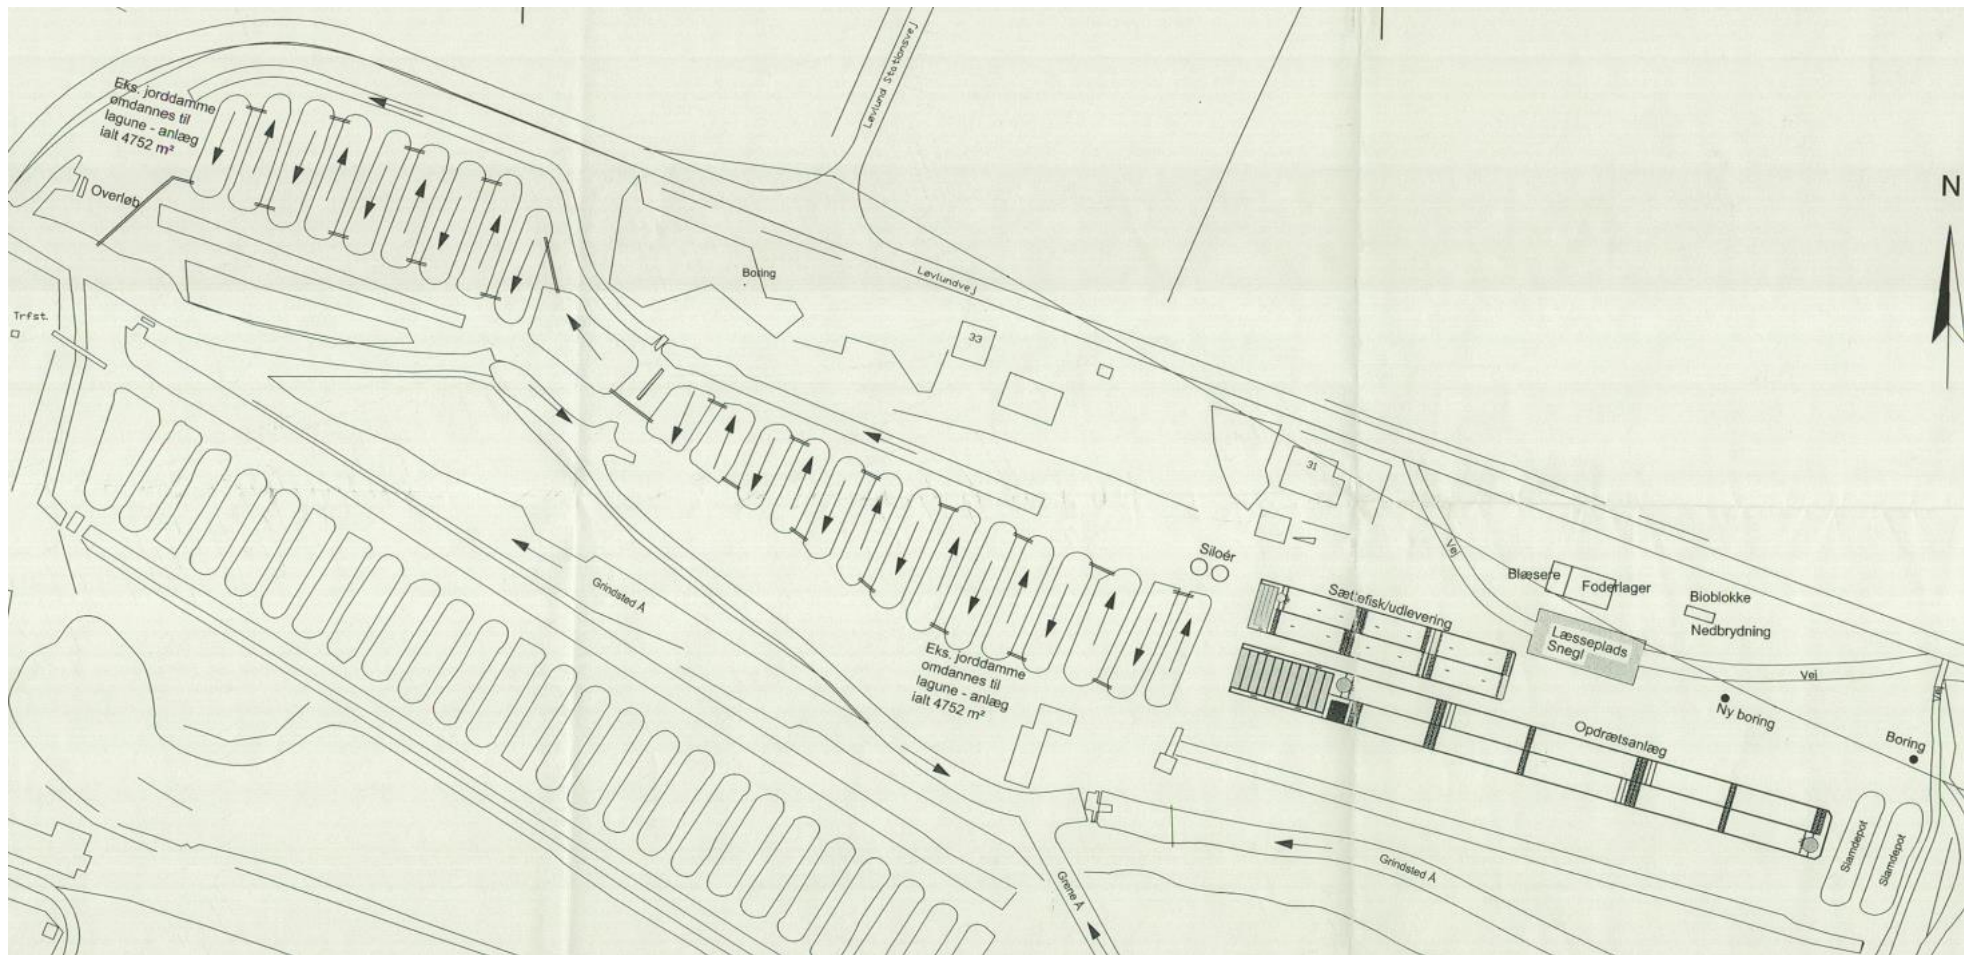 Løvlund Stationsvej
Eks. jorddamme
omdannes til
lagune - anlæg
ialt 4752 m²
N
Overløb
Boring
Løvlundvej
Trfst.
33
31
Siloér
Vej
Blæsere
Foderlager
Bioblokke
Nedbrydning
Sættefisk/udlevering
Læsseplads
Snegl
Vej
Vej
Grindsted Å
Eks. jorddamme
omdannes til
lagune - anlæg
ialt 4752 m²
Ny boring
Opdrætsanlæg
Boring
Slamdepot
Slamdepot
Grindsted Å
Grene Å